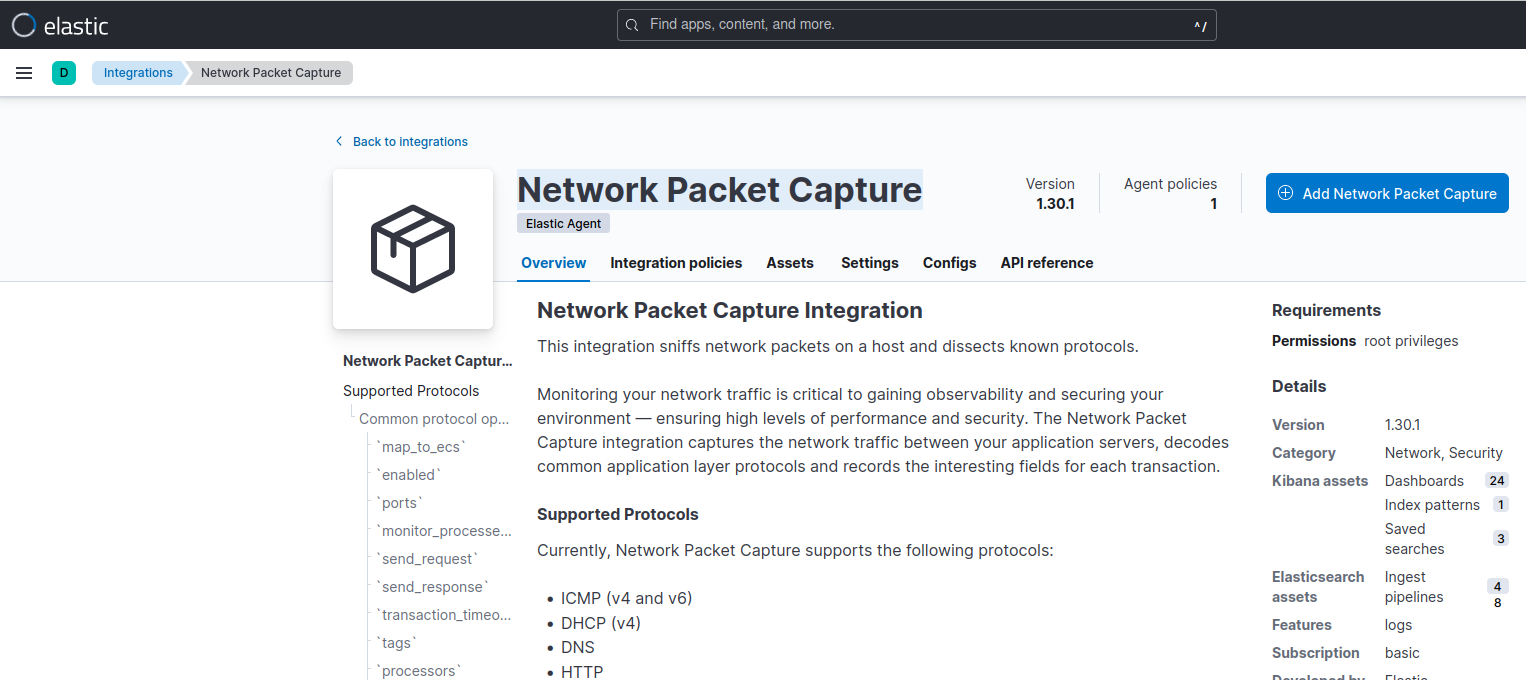 elastic
Find apps, content, and more.
^/
D
Integrations
Network Packet Capture
Back to integrations
Network Packet Capture
Elastic Agent
Version
1.30.1
Agent policies
1
Add Network Packet Capture
Overview
Integration policies
Assets
Settings
Configs
API reference
Network Packet Captur...
Supported Protocols
Common protocol op...
`map_to_ecs`
`enabled`
`ports`
`monitor_processe...
`send_request`
`send_response`
`transaction_timeo...
`tags`
`processors`
Network Packet Capture Integration
This integration sniffs network packets on a host and dissects known protocols.
Monitoring your network traffic is critical to gaining observability and securing your
environment — ensuring high levels of performance and security. The Network Packet
Capture integration captures the network traffic between your application servers, decodes
common application layer protocols and records the interesting fields for each transaction.
Supported Protocols
Currently, Network Packet Capture supports the following protocols:
• ICMP (v4 and v6)
• DHCP (v4)
• DNS
• HTTP
Requirements
Permissions root privileges
Details
Version 1.30.1
Category Network, Security
Kibana assets Dashboards 24
Index patterns 1
Saved
searches 3
Elasticsearch
assets
Ingest
pipelines
4
8
Features logs
Subscription basic
Developed by Elastic